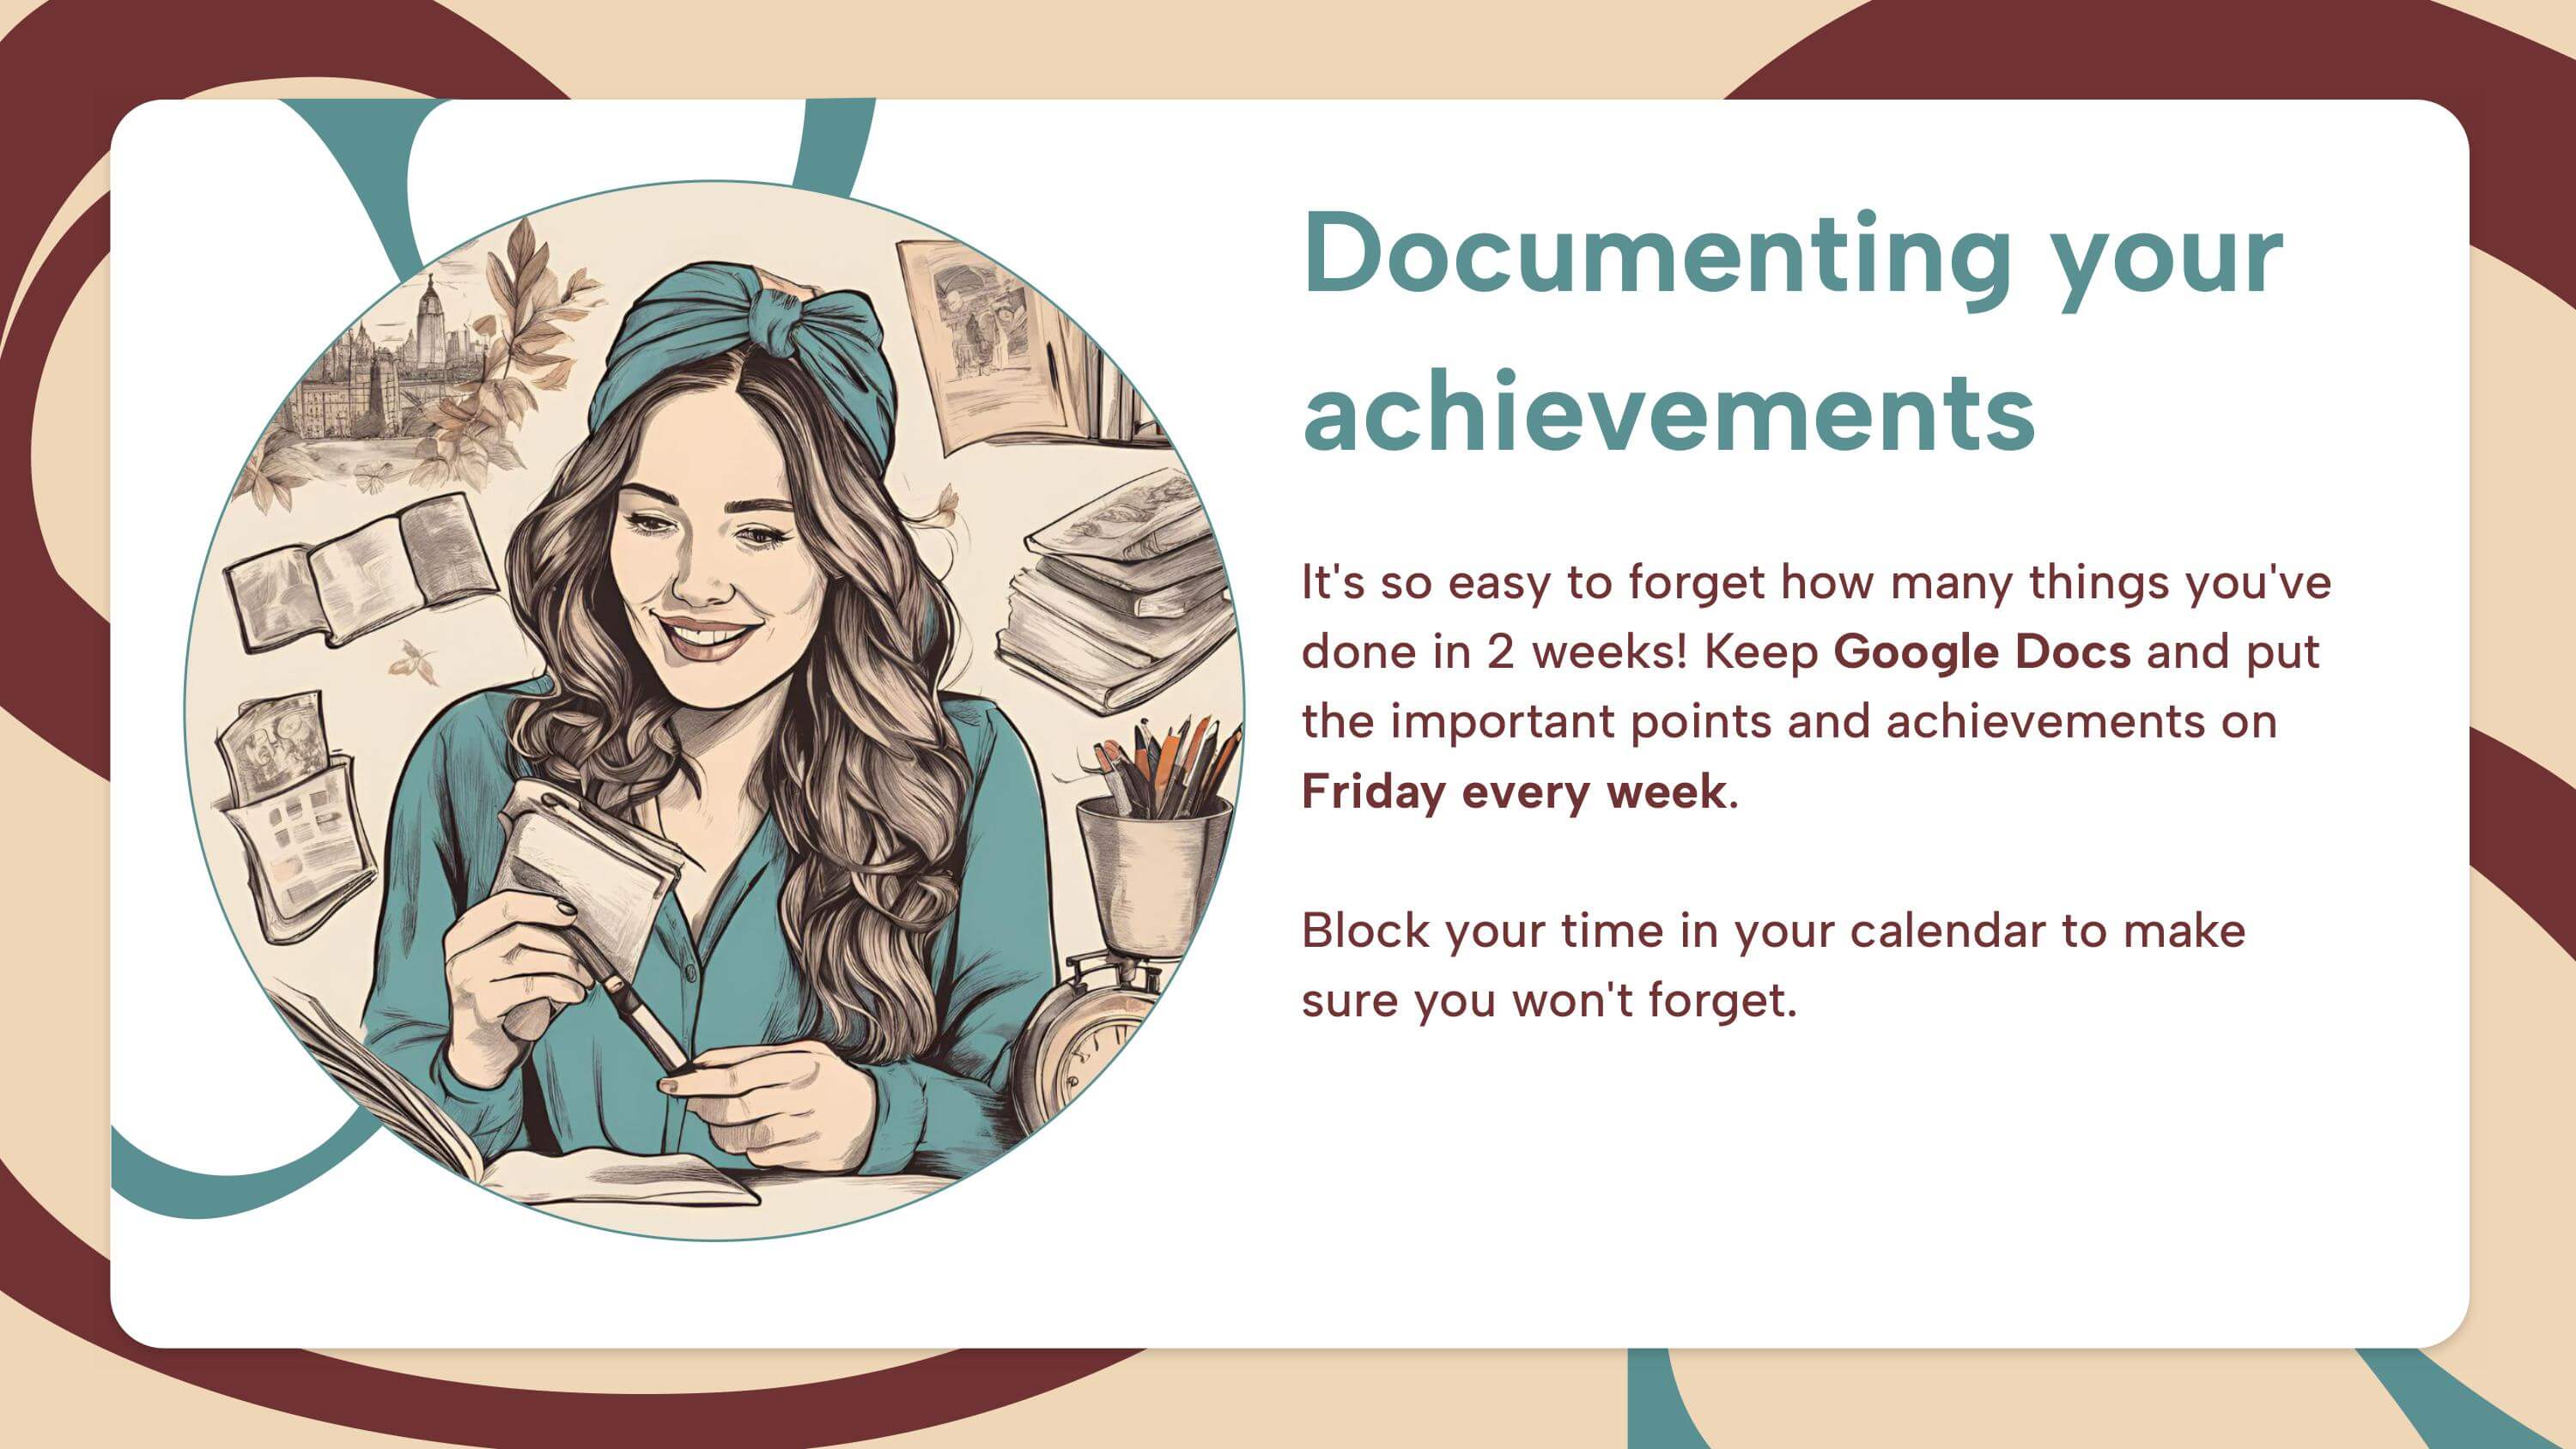 Documenting your
achievements
It's so easy to forget how many things you've
done in 2 weeks! Keep Google Docs and put
the important points and achievements on
Friday every week.
Block your time in your calendar to make
sure you won't forget.